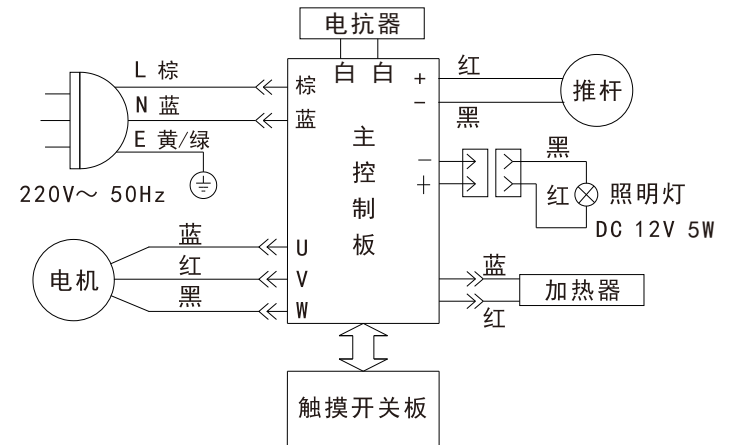 电抗器
白 白
L 棕
棕
N 蓝
蓝
E 黄/绿
220V～ 50Hz
+
红
−
黑
推杆
主控制板
−
+
黑
红
照明灯
DC 12V 5W
电机
蓝
U
红
V
黑
W
蓝
红
加热器
触摸开关板